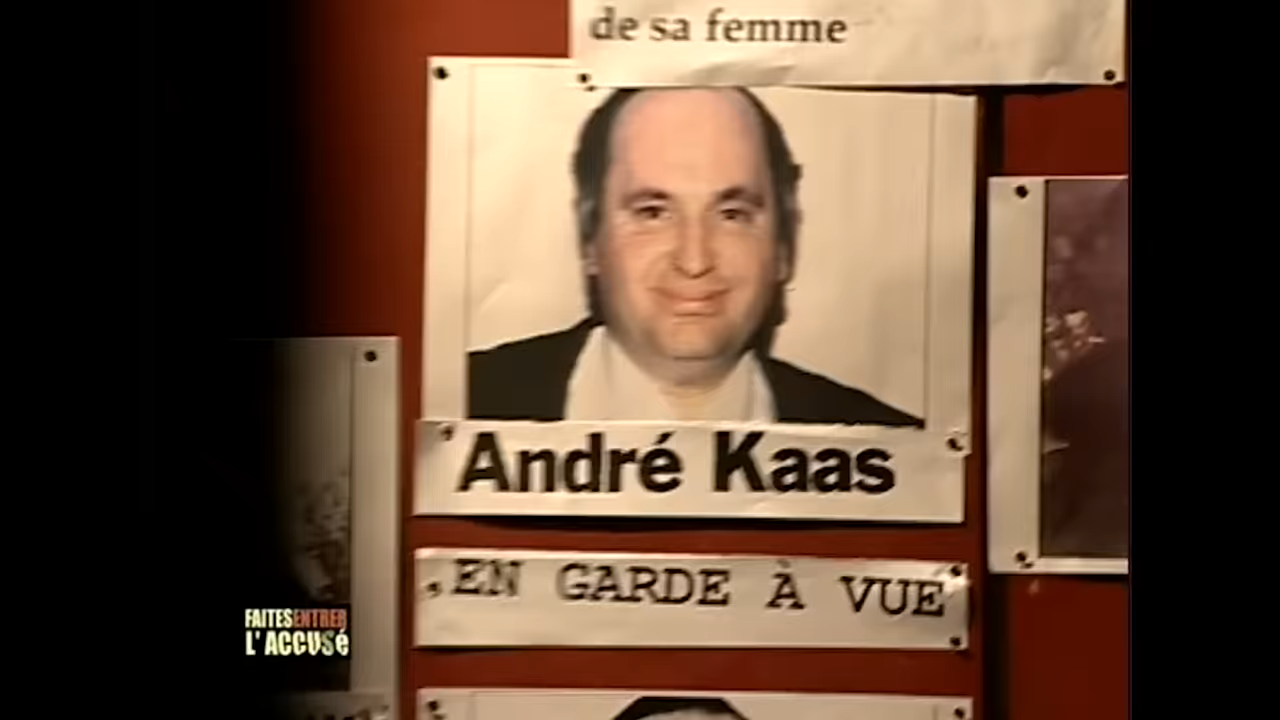 de sa femme
André Kaas
EN GARDE À VUE
FAITES ENTRER
L'ACCUSé